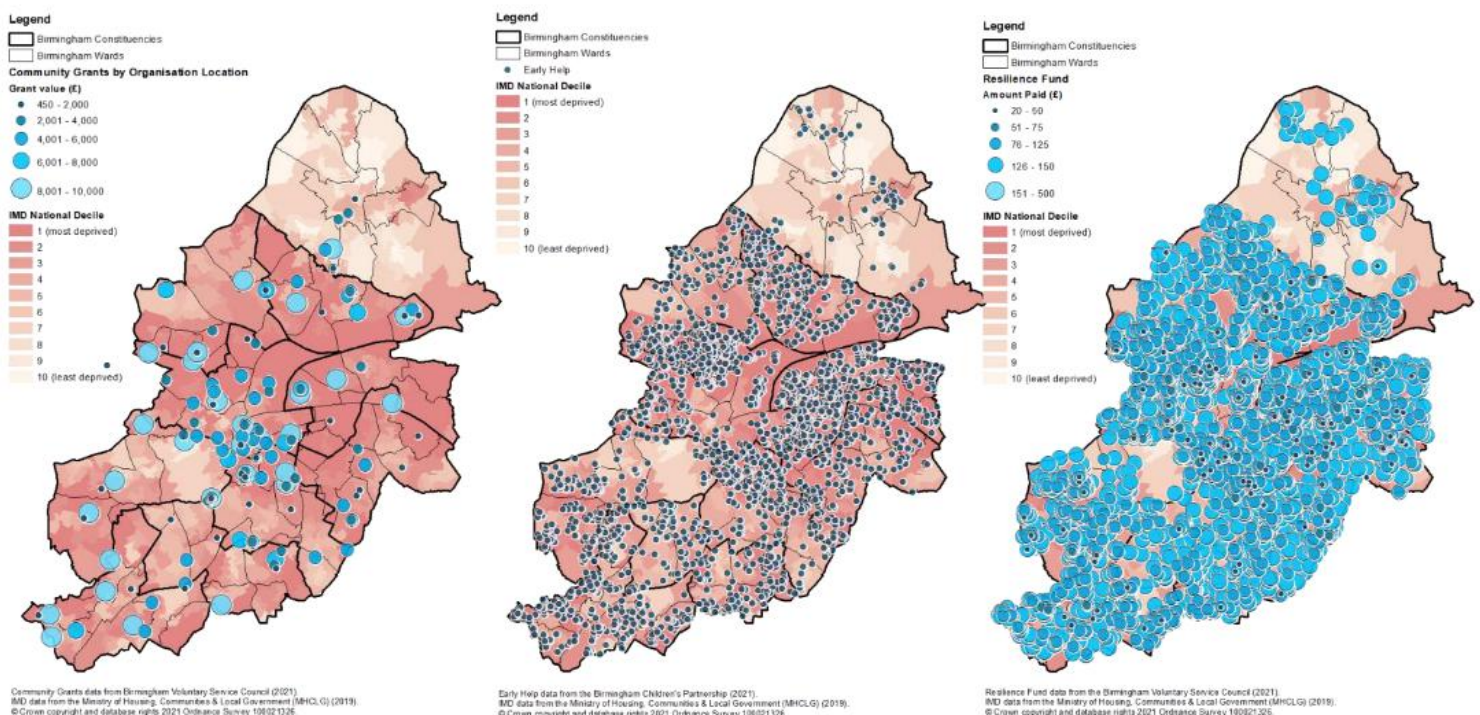 Legend
Birmingham Constituencies
Birmingham Wards
Community Grants by Organisation Location
Grant value (£)
450 - 2,000
2,001 - 4,000
4,001 - 6,000
6,001 - 8,000
8,001 - 10,000
IMD National Decile
1 (most deprived)
2
3
4
5
6
7
8
9
10 (least deprived)
Community Grants data from Birmingham Voluntary Service Council (2021).
IMD data from the Ministry of Housing, Communities & Local Government (MHCLG) (2019).
© Crown copyright and database rights 2021 Ordnance Survey 100021326.
Legend
Birmingham Constituencies
Birmingham Wards
Early Help
IMD National Decile
1 (most deprived)
2
3
4
5
6
7
8
9
10 (least deprived)
Early Help data from the Birmingham Children's Partnership (2021).
IMD data from the Ministry of Housing, Communities & Local Government (MHCLG) (2019).
© Crown copyright and database rights 2021 Ordnance Survey 100021326.
Legend
Birmingham Constituencies
Birmingham Wards
Resilience Fund
Amount Paid (£)
20 - 50
51 - 75
76 - 125
126 - 150
151 - 500
IMD National Decile
1 (most deprived)
2
3
4
5
6
7
8
9
10 (least deprived)
Resilience Fund data from the Birmingham Voluntary Service Council (2021).
IMD data from the Ministry of Housing, Communities & Local Government (MHCLG) (2019).
© Crown copyright and database rights 2021 Ordnance Survey 100021326.